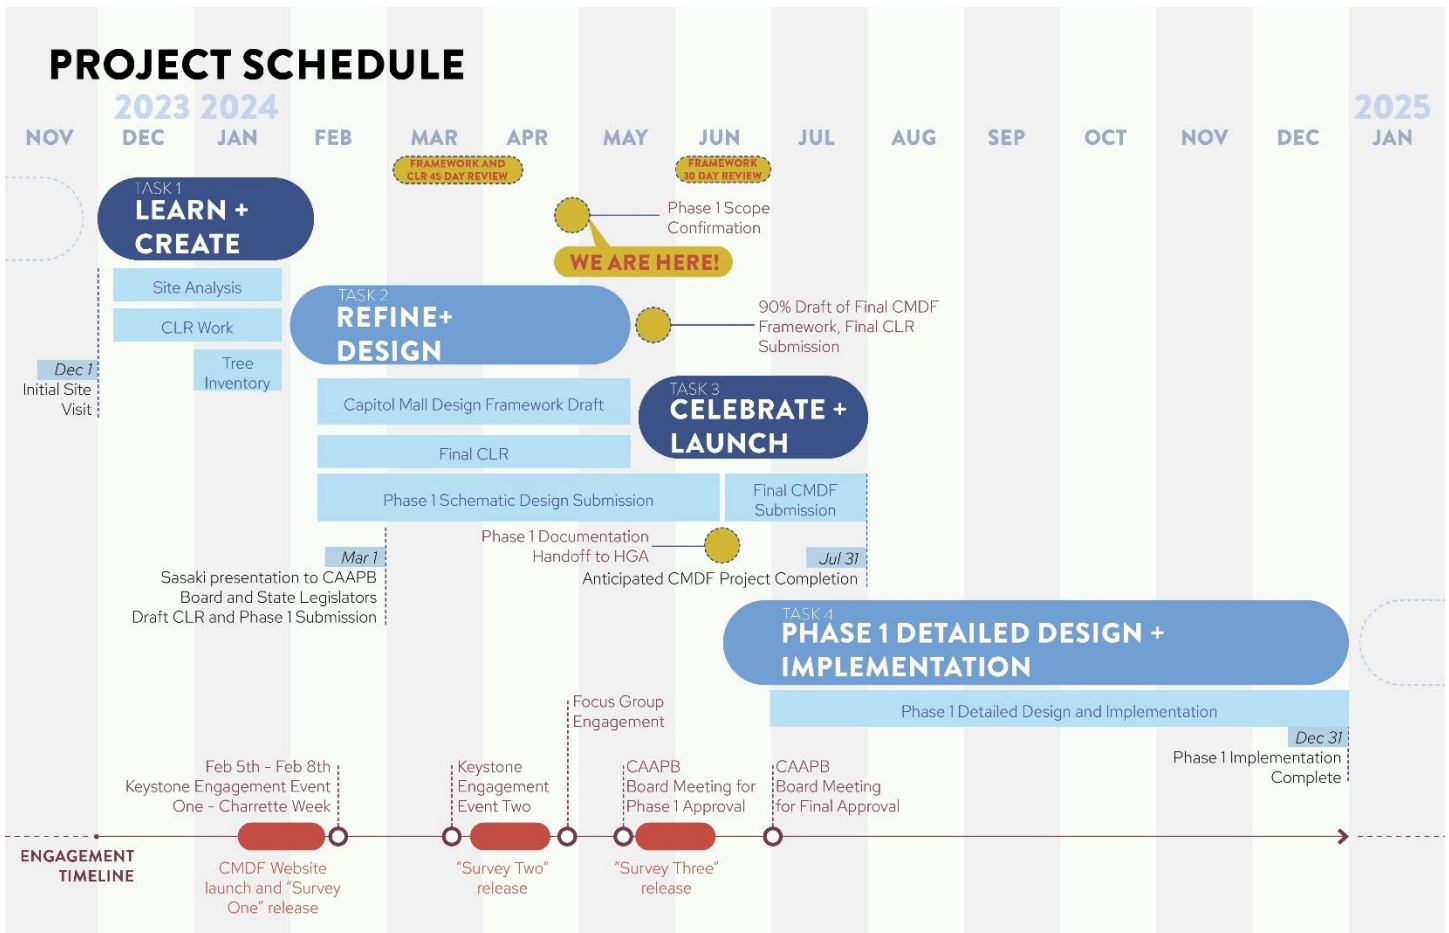 PROJECT SCHEDULE
2023 2024 2025
NOV DEC JAN FEB MAR APR MAY JUN JUL AUG SEP OCT NOV DEC JAN
FRAMEWORK AND
CLR 45 DAY REVIEW
FRAMEWORK
30 DAY REVIEW
TASK 1
LEARN +
CREATE
Phase 1 Scope
Confirmation
WE ARE HERE!
Site Analysis
CLR Work
Tree
Inventory
Dec 1
Initial Site
Visit
TASK 2
REFINE+
DESIGN
90% Draft of Final CMDF
Framework, Final CLR
Submission
Capitol Mall Design Framework Draft
Final CLR
Phase 1 Schematic Design Submission
TASK 3
CELEBRATE +
LAUNCH
Final CMDF
Submission
Phase 1 Documentation
Handoff to HGA
Mar 1
Sasaki presentation to CAAPB
Board and State Legislators
Draft CLR and Phase 1 Submission
Jul 31
Anticipated CMDF Project Completion
TASK 4
PHASE 1 DETAILED DESIGN +
IMPLEMENTATION
Phase 1 Detailed Design and Implementation
Dec 31
Phase 1 Implementation
Complete
Feb 5th - Feb 8th
Keystone Engagement Event
One - Charrette Week
Keystone
Engagement
Event Two
Focus Group
Engagement
CAAPB
Board Meeting for
Phase 1 Approval
CAAPB
Board Meeting
for Final Approval
ENGAGEMENT
TIMELINE
CMDF Website
launch and "Survey
One" release
"Survey Two"
release
"Survey Three"
release